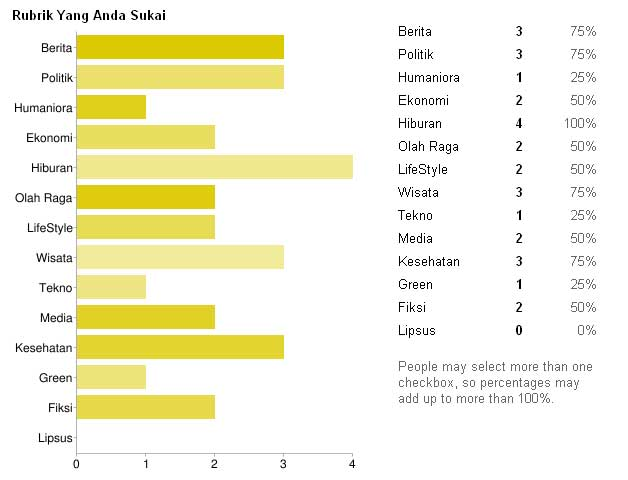 Rubrik Yang Anda Sukai
Berita
Politik
Humaniora
Ekonomi
Hiburan
Olah Raga
LifeStyle
Wisata
Tekno
Media
Kesehatan
Green
Fiksi
Lipsus
0 1 2 3 4
Berita 3 75%
Politik 3 75%
Humaniora 1 25%
Ekonomi 2 50%
Hiburan 4 100%
Olah Raga 2 50%
LifeStyle 2 50%
Wisata 3 75%
Tekno 1 25%
Media 2 50%
Kesehatan 3 75%
Green 1 25%
Fiksi 2 50%
Lipsus 0 0%
People may select more than one
checkbox, so percentages may
add up to more than 100%.